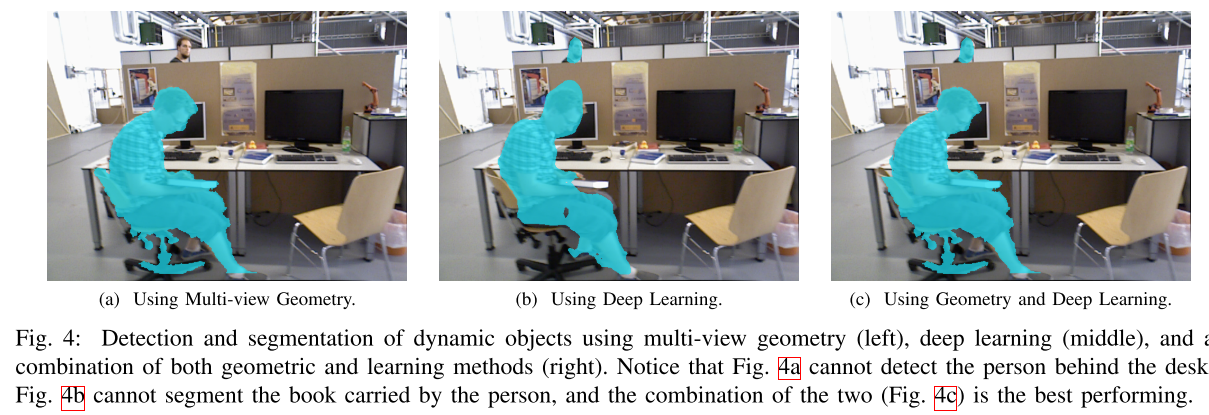 (a) Using Multi-view Geometry.
(b) Using Deep Learning.
(c) Using Geometry and Deep Learning.
Fig. 4: Detection and segmentation of dynamic objects using multi-view geometry (left), deep learning (middle), and a
combination of both geometric and learning methods (right). Notice that Fig. 4a cannot detect the person behind the desk
Fig. 4b cannot segment the book carried by the person, and the combination of the two (Fig. 4c) is the best performing.